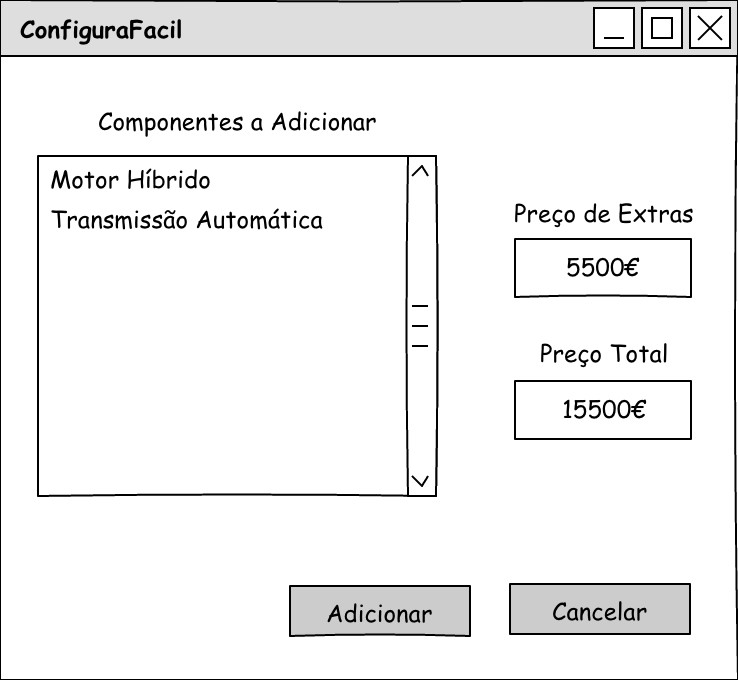 ConfiguraFacil
Componentes a Adicionar
Motor Híbrido
Transmissão Automática
Preço de Extras
5500€
Preço Total
15500€
Adicionar
Cancelar